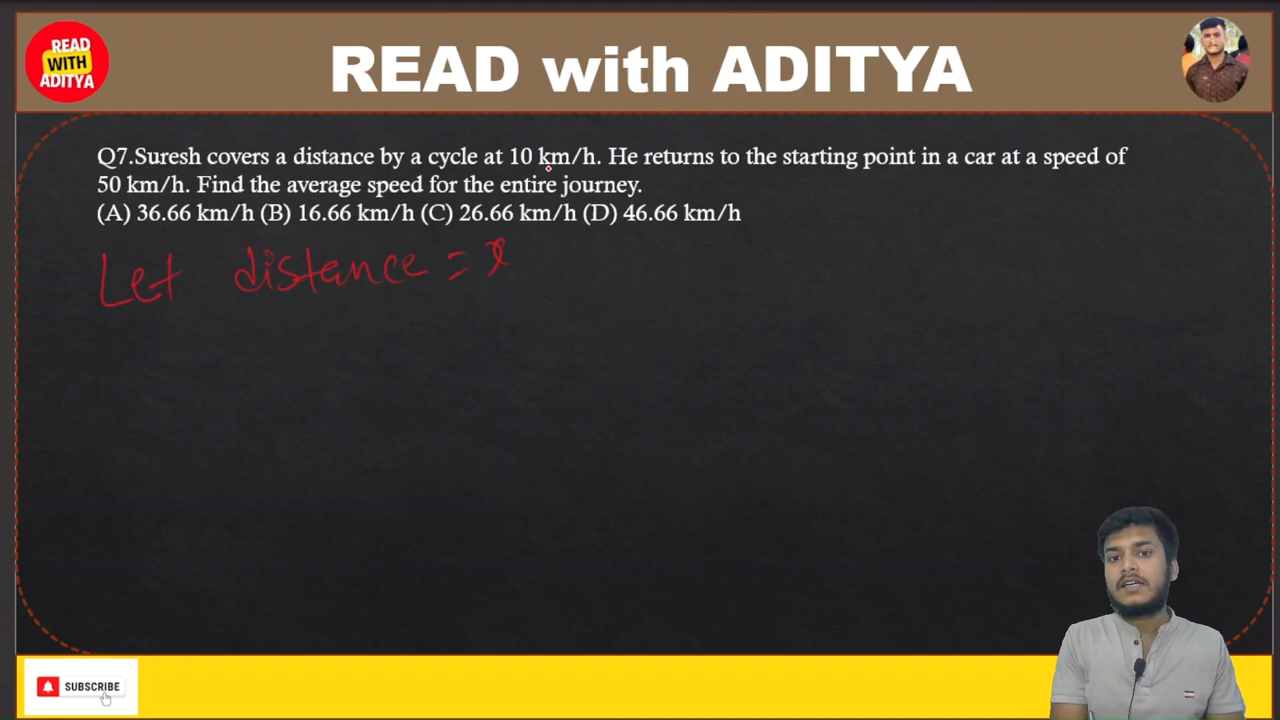 READ
WITH
ADITYA
READ with ADITYA
Q7.Suresh covers a distance by a cycle at 10 km/h. He returns to the starting point in a car at a speed of
50 km/h. Find the average speed for the entire journey.
(A) 36.66 km/h (B) 16.66 km/h (C) 26.66 km/h (D) 46.66 km/h
Let distance = x
SUBSCRIBE